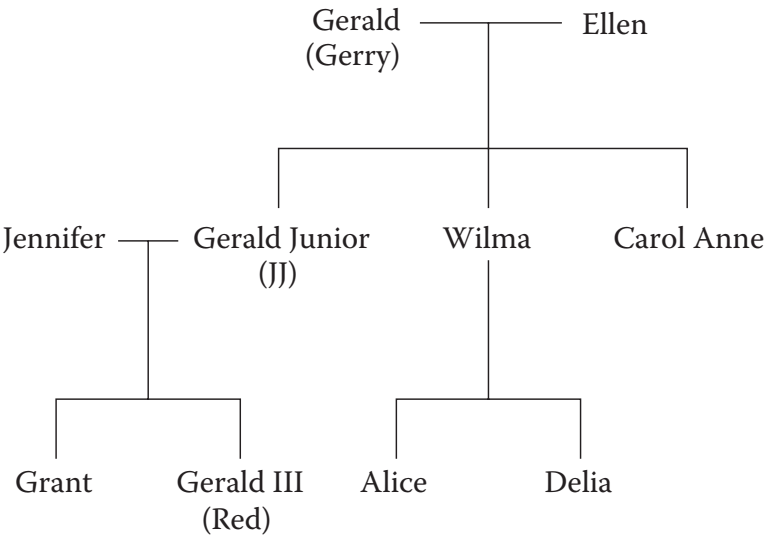 Gerald
(Gerry)
Ellen
Jennifer
Gerald Junior
(JJ)
Wilma
Carol Anne
Grant
Gerald III
(Red)
Alice
Delia